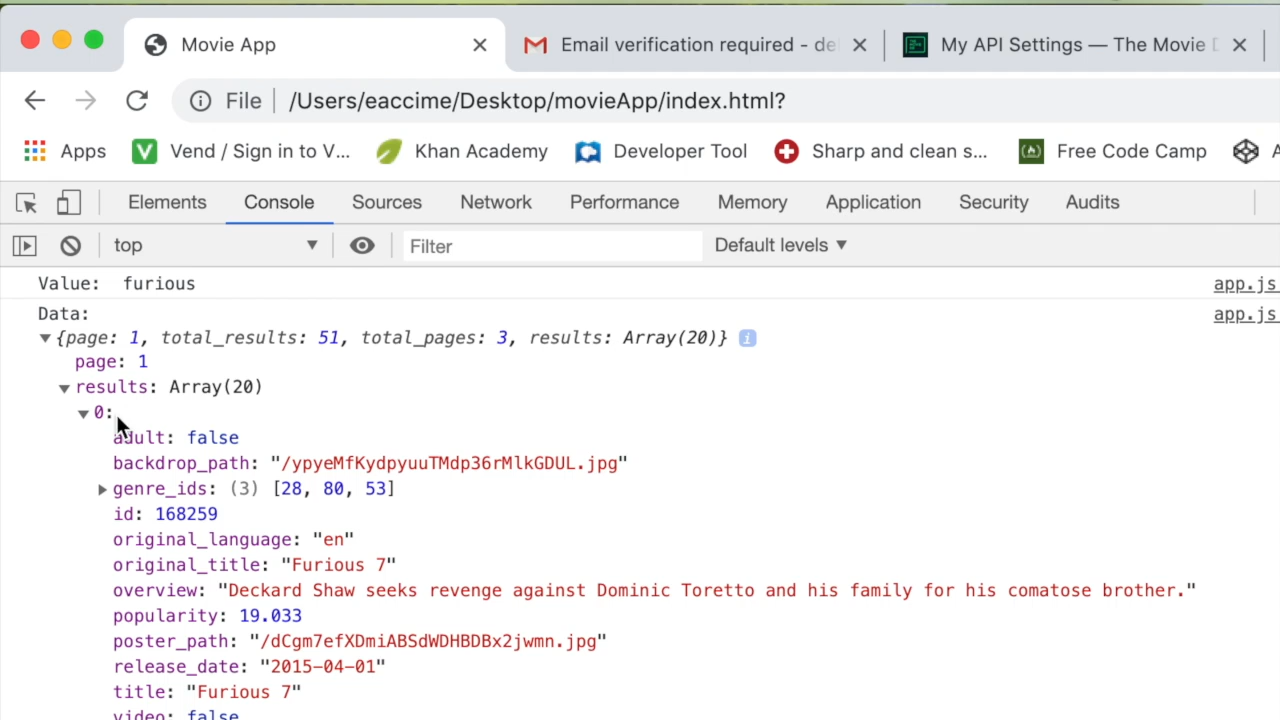 Movie App
Email verification required - de
My API Settings — The Movie D
File /Users/eaccime/Desktop/movieApp/index.html?
Apps Vend / Sign in to V... Khan Academy Developer Tool Sharp and clean s... Free Code Camp A
Elements Console Sources Network Performance Memory Application Security Audits
top Filter Default levels
Value: furious app.js
Data: app.js
{page: 1, total_results: 51, total_pages: 3, results: Array(20)}
page: 1
results: Array(20)
0:
adult: false
backdrop_path: "/ypyeMfKydpyuuTMdp36rMlkGDUL.jpg"
genre_ids: (3) [28, 80, 53]
id: 168259
original_language: "en"
original_title: "Furious 7"
overview: "Deckard Shaw seeks revenge against Dominic Toretto and his family for his comatose brother."
popularity: 19.033
poster_path: "/dCgm7efXDmiABSdWDHBDBx2jwmn.jpg"
release_date: "2015-04-01"
title: "Furious 7"
video: false